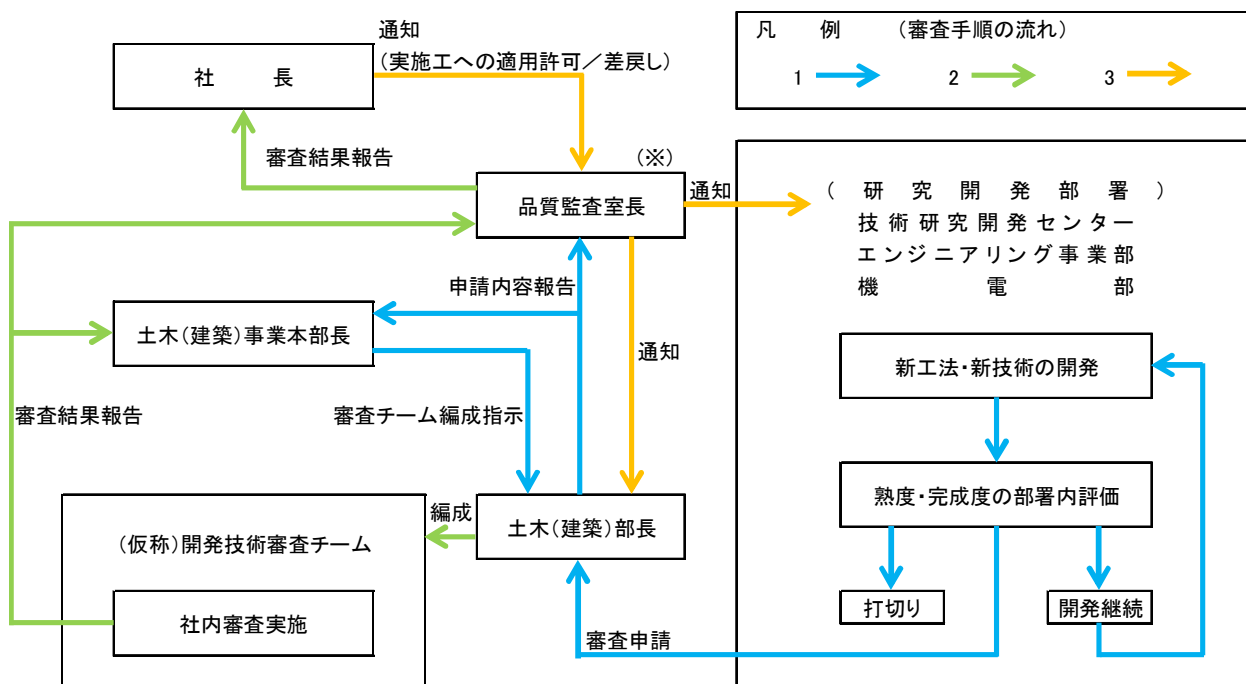 通知
(実施工への適用許可／差戻し)
社　長
審査結果報告
凡　例　(審査手順の流れ)
1
2
3
(※)
品質監査室長
通知
(研究開発部署)
技術研究開発センター
エンジニアリング事業部
機電部
申請内容報告
土木(建築)事業本部長
通知
新工法・新技術の開発
審査結果報告
審査チーム編成指示
熟度・完成度の部署内評価
編成
土木(建築)部長
(仮称)開発技術審査チーム
打切り
開発継続
社内審査実施
審査申請